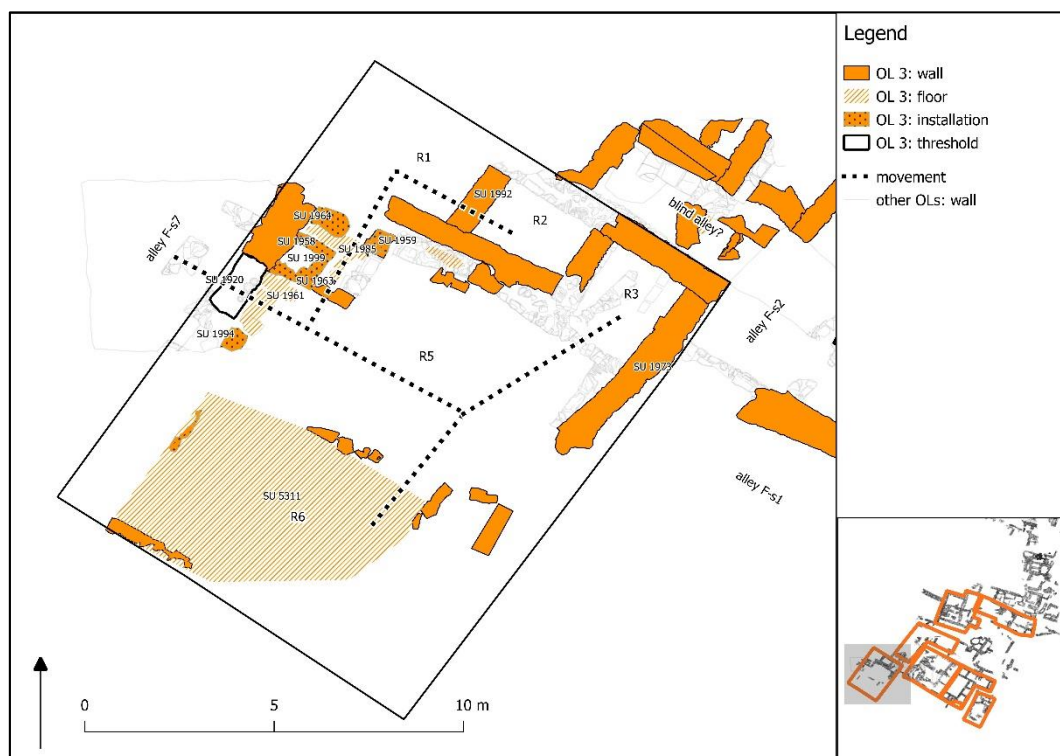 Legend
OL 3: wall
OL 3: floor
OL 3: installation
OL 3: threshold
movement
other OLs: wall
R1
SU 1992
SU 1964
R2
blind alley?
alley F-s7
SU 1958
SU 1985
SU 1959
SU 1999
SU 1920
SU 1963
SU 1961
R3
alley F-s2
SU 1994
R5
SU 1973
alley F-s1
SU 5311
R6
0 5 10 m